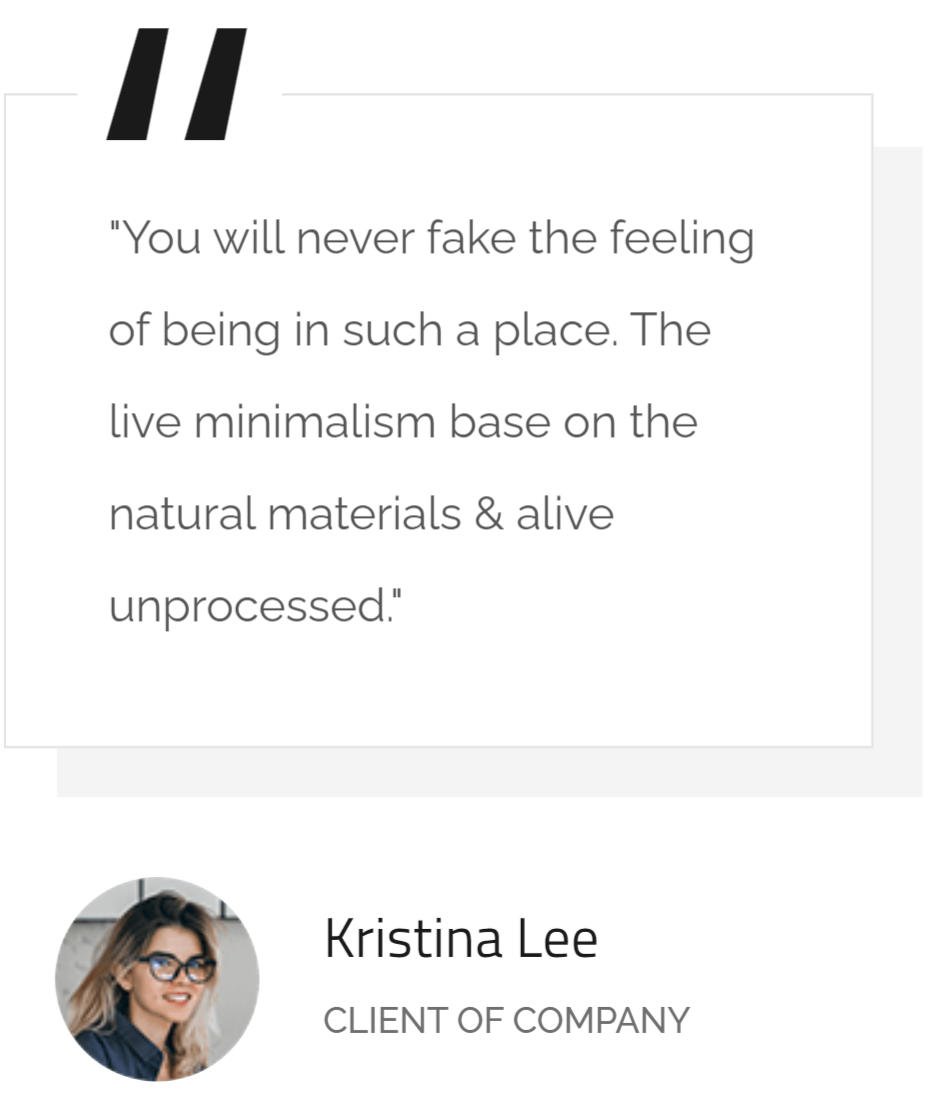 "You will never fake the feeling
of being in such a place. The
live minimalism base on the
natural materials & alive
unprocessed."
Kristina Lee
CLIENT OF COMPANY